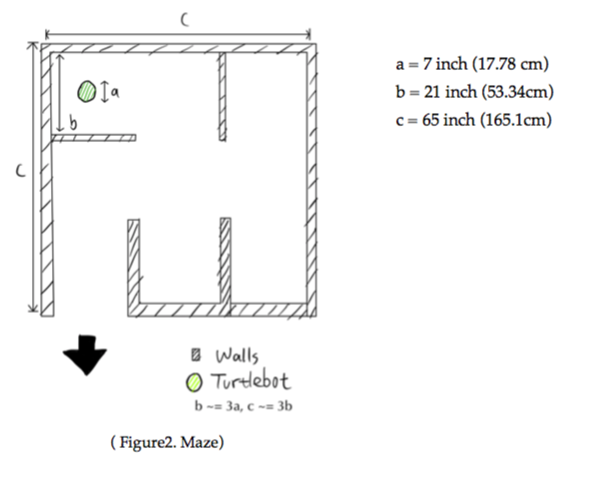 C
a = 7 inch (17.78 cm)
a
b = 21 inch (53.34cm)
b
c = 65 inch (165.1cm)
C
Walls
Turtlebot
b ~= 3a, c ~= 3b
( Figure2. Maze)